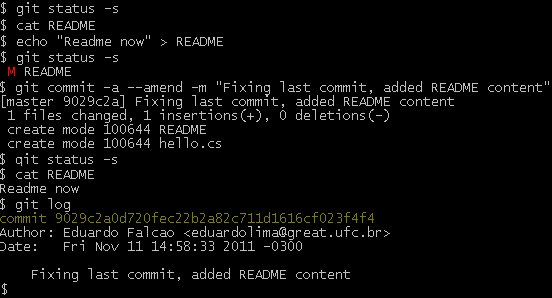 $ git status -s
$ cat README
$ echo "Readme now" > README
$ git status -s
 M README
$ git commit -a --amend -m "Fixing last commit, added README content"
[master 9029c2a] Fixing last commit, added README content
 1 files changed, 1 insertions(+), 0 deletions(-)
 create mode 100644 README
 create mode 100644 hello.cs
$ git status -s
$ cat README
Readme now
$ git log
commit 9029c2a0d720fec22b2a82c711d1616cf023f4f4
Author: Eduardo Falcao <eduardolima@great.ufc.br>
Date:   Fri Nov 11 14:58:33 2011 -0300
    Fixing last commit, added README content
$